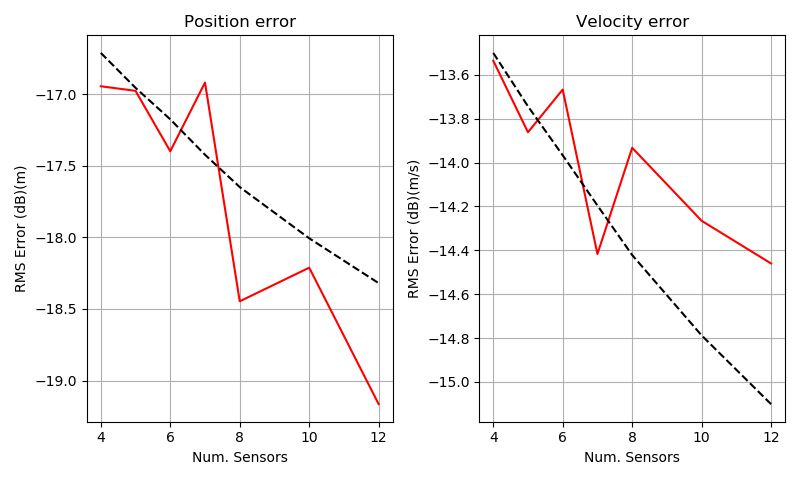 Position error
Velocity error
RMS Error (dB)(m)
−17.0
−17.5
−18.0
−18.5
−19.0
4 6 8 10 12
Num. Sensors
RMS Error (dB)(m/s)
−13.6
−13.8
−14.0
−14.2
−14.4
−14.6
−14.8
−15.0
4 6 8 10 12
Num. Sensors